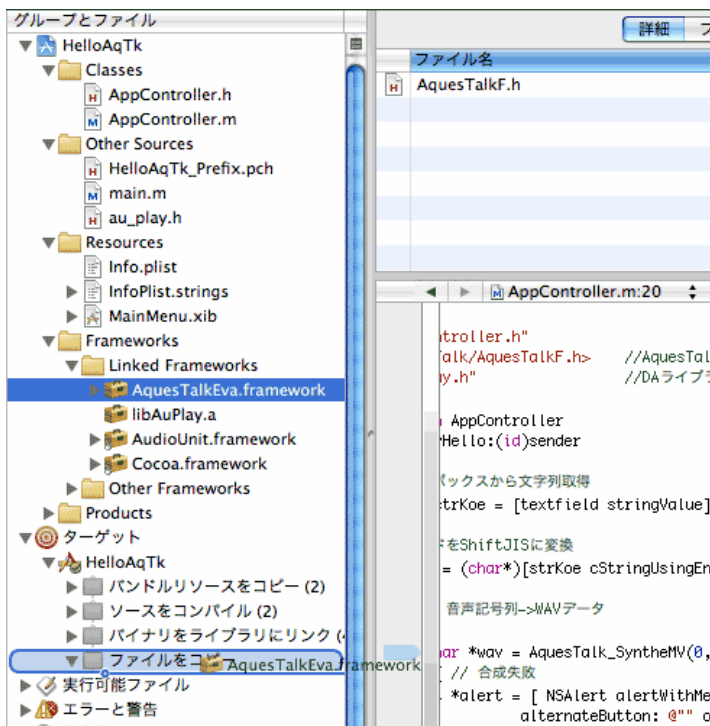 グループとファイル
HelloAqTk
Classes
AppController.h
AppController.m
Other Sources
HelloAqTk_Prefix.pch
main.m
au_play.h
Resources
Info.plist
InfoPlist.strings
MainMenu.xib
Frameworks
Linked Frameworks
AquesTalkEva.framework
libAuPlay.a
AudioUnit.framework
Cocoa.framework
Other Frameworks
Products
ターゲット
HelloAqTk
バンドルリソースをコピー (2)
ソースをコンパイル (2)
バイナリをライブラリにリンク (
ファイルをコ
AquesTalkEva.framework
実行可能ファイル
エラーと警告
詳細
ファイル名
AquesTalkF.h
AppController.m:20
troller.h"
alk/AquesTalkF.h> //AquesTal
y.h" //DAライブ
AppController
Hello:(id)sender
ックスから文字列取得
strKoe = [textfield stringValue]
をShiftJISに変換
= (char*)[strKoe cStringUsingEn
音声記号列->WAVデータ
ar *wav = AquesTalk_SyntheMV(0,
// 合成失敗
*alert = [ NSAlert alertWithMe
alternateButton: @""